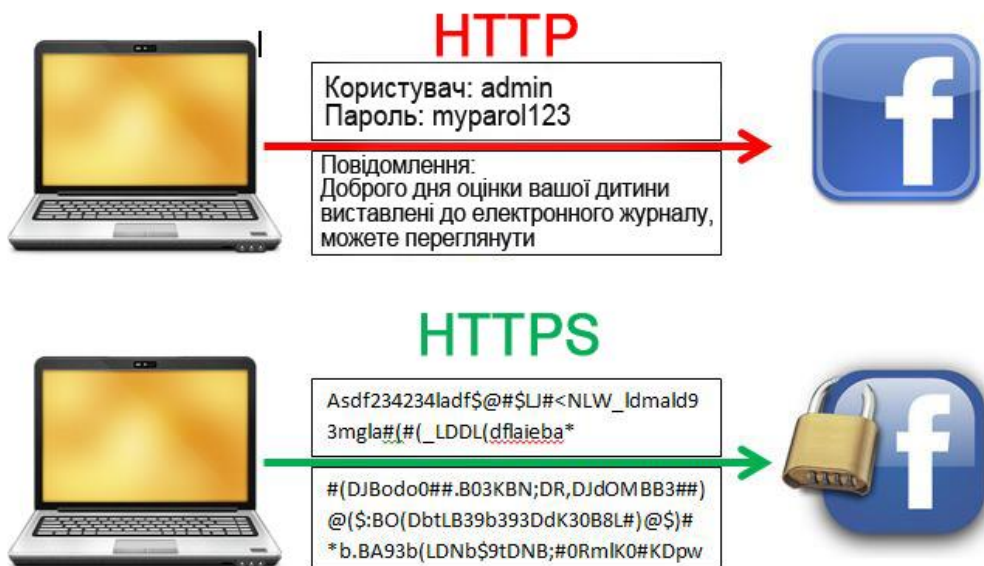 HTTP
Користувач: admin
Пароль: myparol123
Повідомлення:
Доброго дня оцінки вашої дитини
виставлені до електронного журналу,
можете переглянути
f
HTTPS
Asdf234234ladf$@#$LJ#<NLW_ldmald9
3mgla#(#(_LDDL(dflaieba*
#(DJBodo0##.B03KBN;DR,DJdOMBB3##)
@($:BO(DbtLB39b393DdK30B8L#)@$)#
*b.BA93b(LDNb$9tDNB;#0RmlK0#KDpw
f